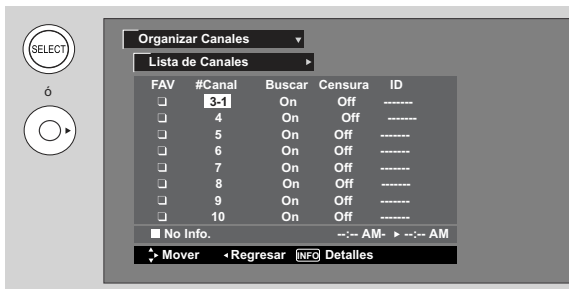 SELECT
ó
Organizar Canales ▼
Lista de Canales ▶
FAV #Canal Buscar Censura ID
❏ 3-1 On Off -------
❏ 4 On Off -------
❏ 5 On Off -------
❏ 6 On Off -------
❏ 7 On Off -------
❏ 8 On Off -------
❏ 9 On Off -------
❏ 10 On Off -------
■ No Info. --:-- AM- ▶ --:-- AM
Mover ◂ Regresar INFO Detalles